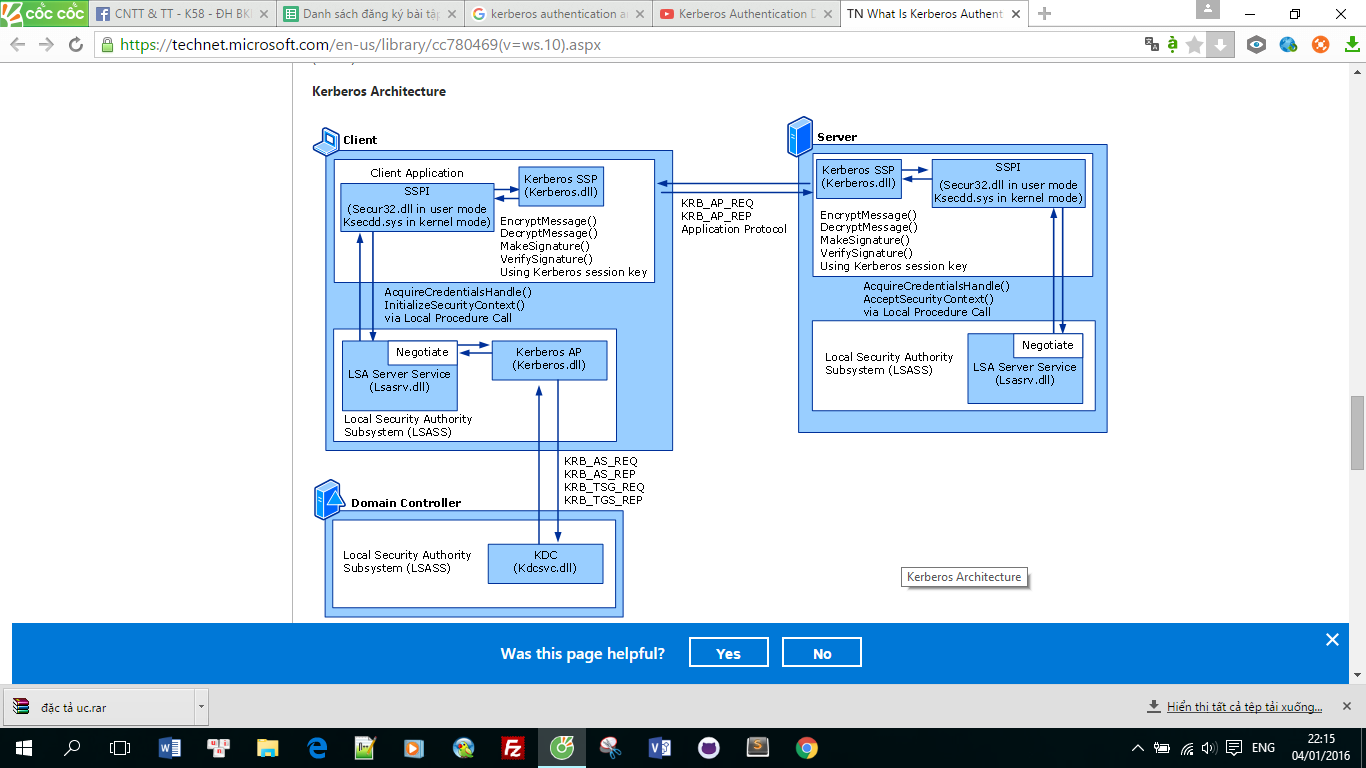 cốc cốc
CNTT & TT - K58 - ĐH BK
Danh sách đăng ký bài tập
kerberos authentication a
Kerberos Authentication D
TN What Is Kerberos Authent
https://technet.microsoft.com/en-us/library/cc780469(v=ws.10).aspx
Kerberos Architecture
Client
Client Application
SSPI
(Secur32.dll in user mode
Ksecdd.sys in kernel mode)
Kerberos SSP
(Kerberos.dll)
EncryptMessage()
DecryptMessage()
MakeSignature()
VerifySignature()
Using Kerberos session key
AcquireCredentialsHandle()
InitializeSecurityContext()
via Local Procedure Call
Negotiate
LSA Server Service
(Lsasrv.dll)
Kerberos AP
(Kerberos.dll)
Local Security Authority
Subsystem (LSASS)
KRB_AP_REQ
KRB_AP_REP
Application Protocol
Server
Kerberos SSP
(Kerberos.dll)
SSPI
(Secur32.dll in user mode
Ksecdd.sys in kernel mode)
EncryptMessage()
DecryptMessage()
MakeSignature()
VerifySignature()
Using Kerberos session key
AcquireCredentialsHandle()
AcceptSecurityContext()
via Local Procedure Call
Local Security Authority
Subsystem (LSASS)
Negotiate
LSA Server Service
(Lsasrv.dll)
KRB_AS_REQ
KRB_AS_REP
KRB_TSG_REQ
KRB_TGS_REP
Domain Controller
Local Security Authority
Subsystem (LSASS)
KDC
(Kdcsvc.dll)
Kerberos Architecture
Was this page helpful?
Yes
No
đặc tả uc.rar
Hiển thị tất cả tệp tải xuống...
ENG
22:15
04/01/2016